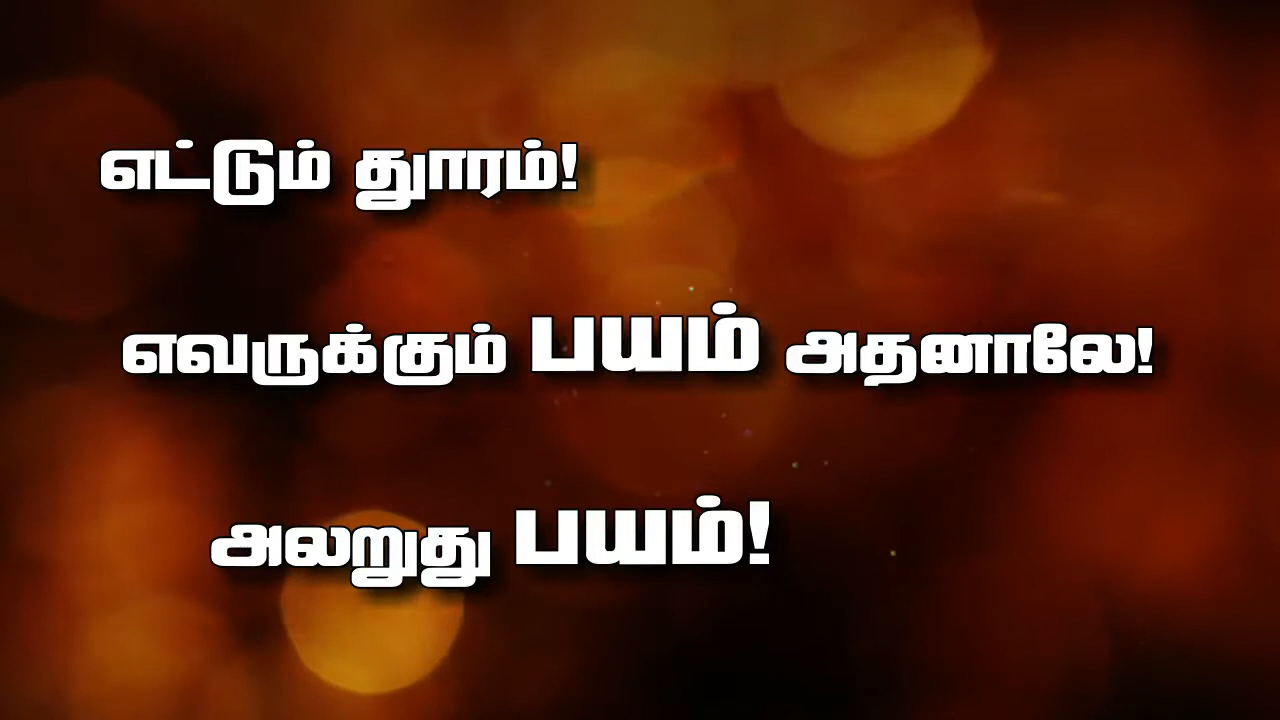 எட்டும் தூரம்!
எவருக்கும் பயம் அதனாலே!
அலறுது பயம்!